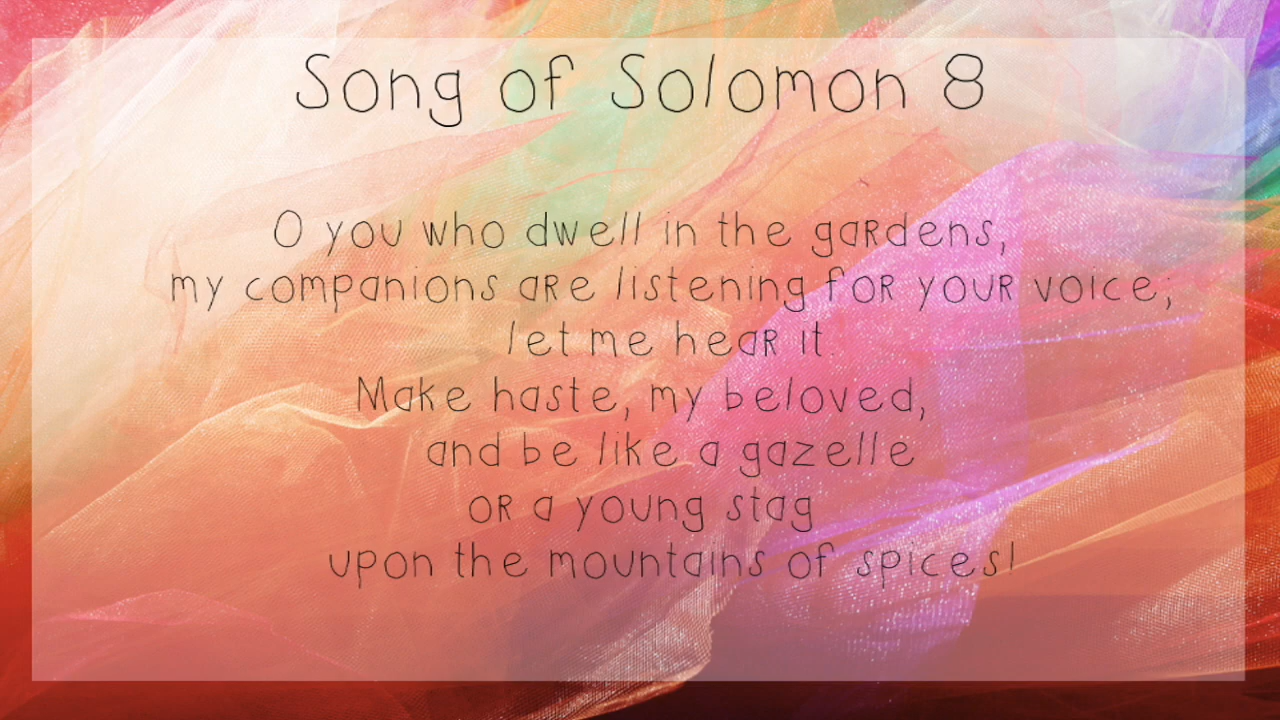 Song of Solomon 8
O you who dwell in the gardens,
my companions are listening for your voice;
let me hear it.
Make haste, my beloved,
and be like a gazelle
or a young stag
upon the mountains of spices!